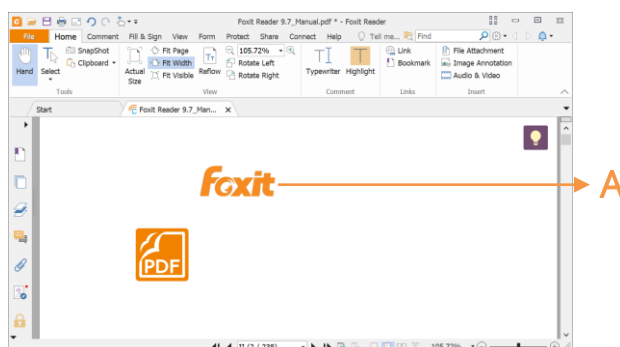 Foxit Reader 9.7_Manual.pdf * - Foxit Reader
File Home Comment Fill & Sign View Form Protect Share Connect Help Tell me... Find
Hand
Select
SnapShot
Clipboard
Actual Size
Fit Page
Fit Width
Fit Visible
Reflow
105.72%
Rotate Left
Rotate Right
Typewriter
Highlight
Link
Bookmark
File Attachment
Image Annotation
Audio & Video
Tools View Comment Links Insert
Start Foxit Reader 9.7_Man...
Foxit
A
PDF
II (2 / 235) 105.72%